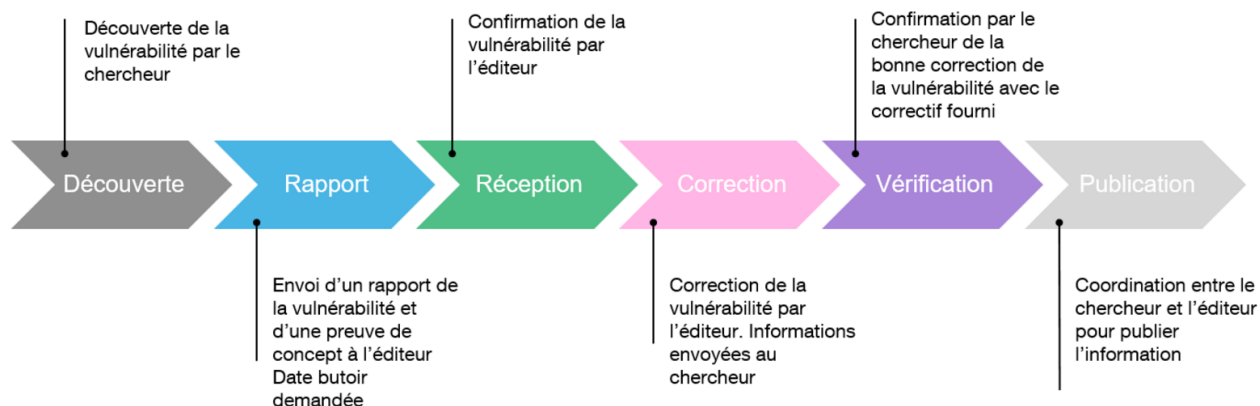 Découverte de la
vulnérabilité par le
chercheur
Confirmation de la
vulnérabilité par
l’éditeur
Confirmation par le
chercheur de la
bonne correction de
la vulnérabilité avec le
correctif fourni
Découverte
Rapport
Réception
Correction
Vérification
Publication
Envoi d’un rapport de
la vulnérabilité et
d’une preuve de
concept à l’éditeur
Date butoir
demandée
Correction de la
vulnérabilité par
l’éditeur. Informations
envoyées au
chercheur
Coordination entre le
chercheur et l’éditeur
pour publier
l’information